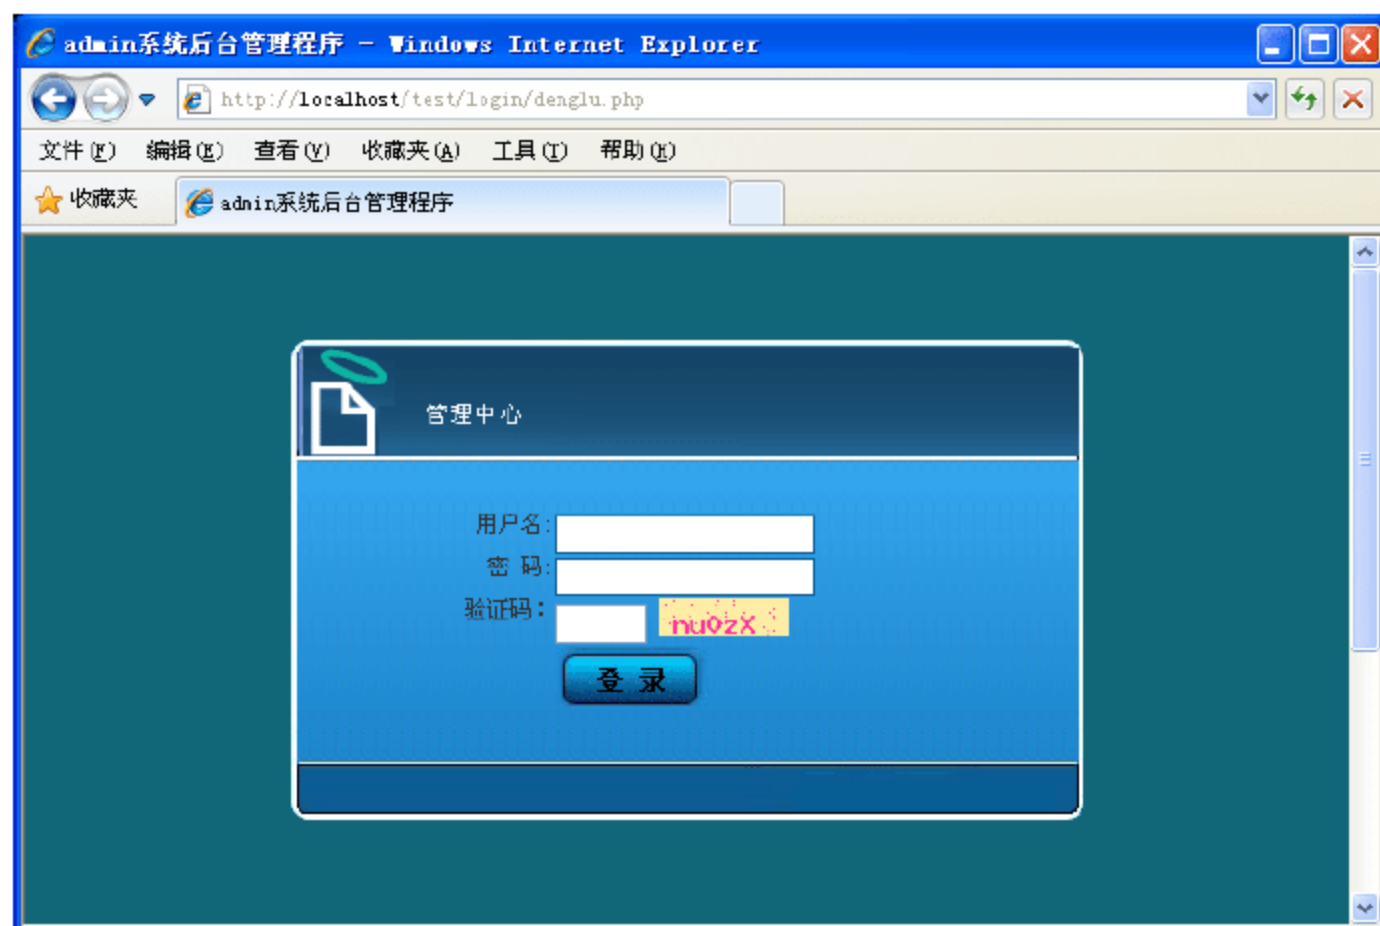 admin系统后台管理程序 - Windows Internet Explorer
http://localhost/test/login/denglu.php
文件(F) 编辑(E) 查看(V) 收藏夹(A) 工具(T) 帮助(H)
收藏夹 admin系统后台管理程序
管理中心
用户名:
密 码:
验证码: nu0zX
登 录